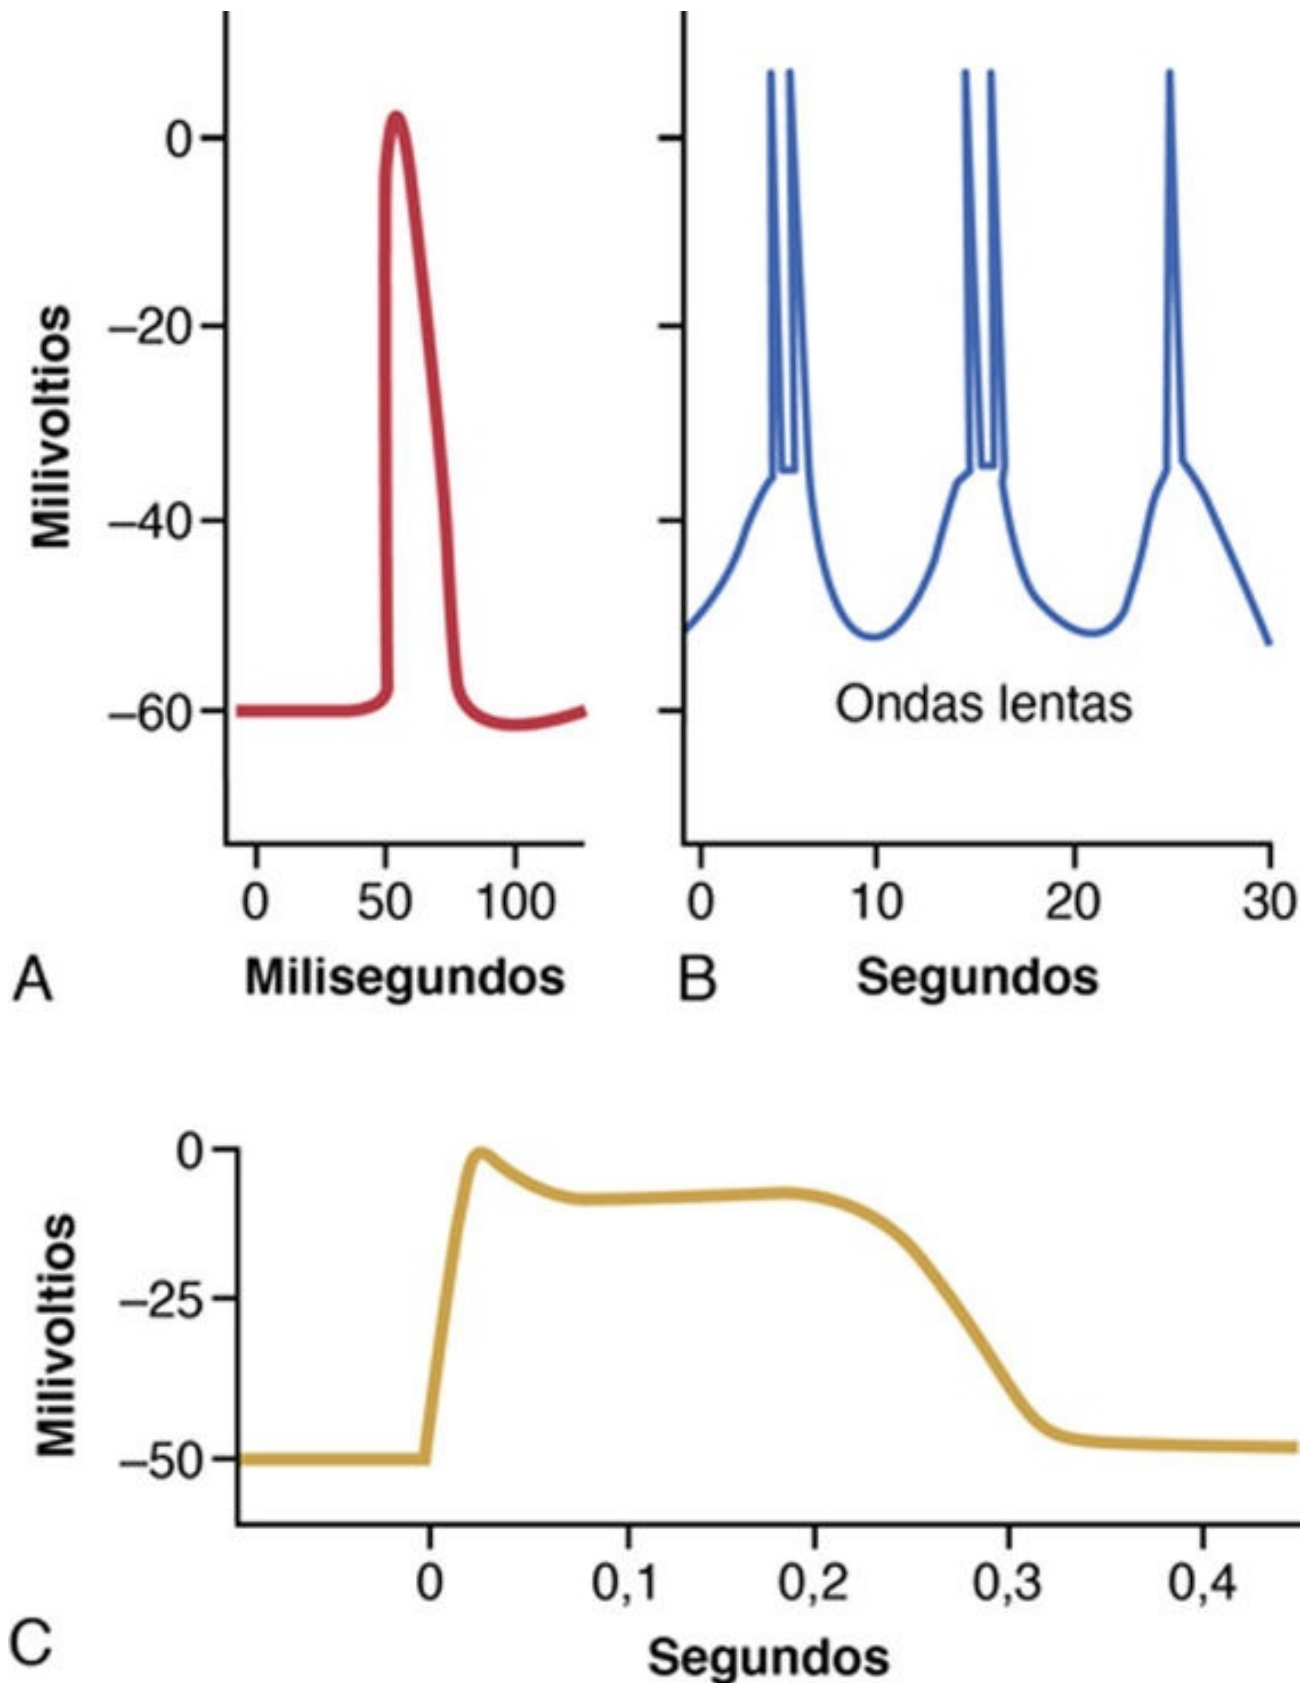 Milivoltios
0
–20
–40
–60
0 50 100
Milisegundos
A
Ondas lentas
0 10 20 30
Segundos
B
Milivoltios
0
–25
–50
0 0,1 0,2 0,3 0,4
Segundos
C